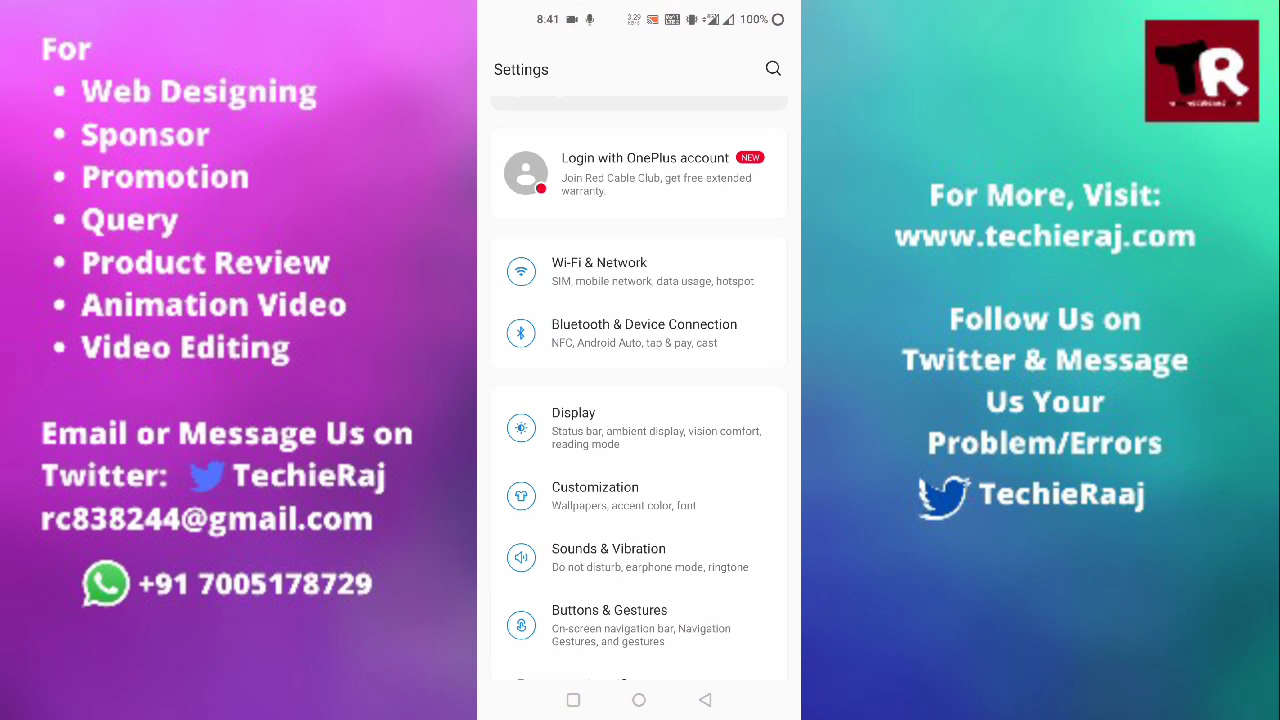 For
• Web Designing
• Sponsor
• Promotion
• Query
• Product Review
• Animation Video
• Video Editing
Email or Message Us on
Twitter: TechieRaj
rc838244@gmail.com
+91 7005178729
8:41
3.29
100%
Settings
Login with OnePlus account NEW
Join Red Cable Club, get free extended
warranty.
Wi-Fi & Network
SIM, mobile network, data usage, hotspot
Bluetooth & Device Connection
NFC, Android Auto, tap & pay, cast
Display
Status bar, ambient display, vision comfort,
reading mode
Customization
Wallpapers, accent color, font
Sounds & Vibration
Do not disturb, earphone mode, ringtone
Buttons & Gestures
On-screen navigation bar, Navigation
Gestures, and gestures
TR
For More, Visit:
www.techieraj.com
Follow Us on
Twitter & Message
Us Your
Problem/Errors
TechieRaaj